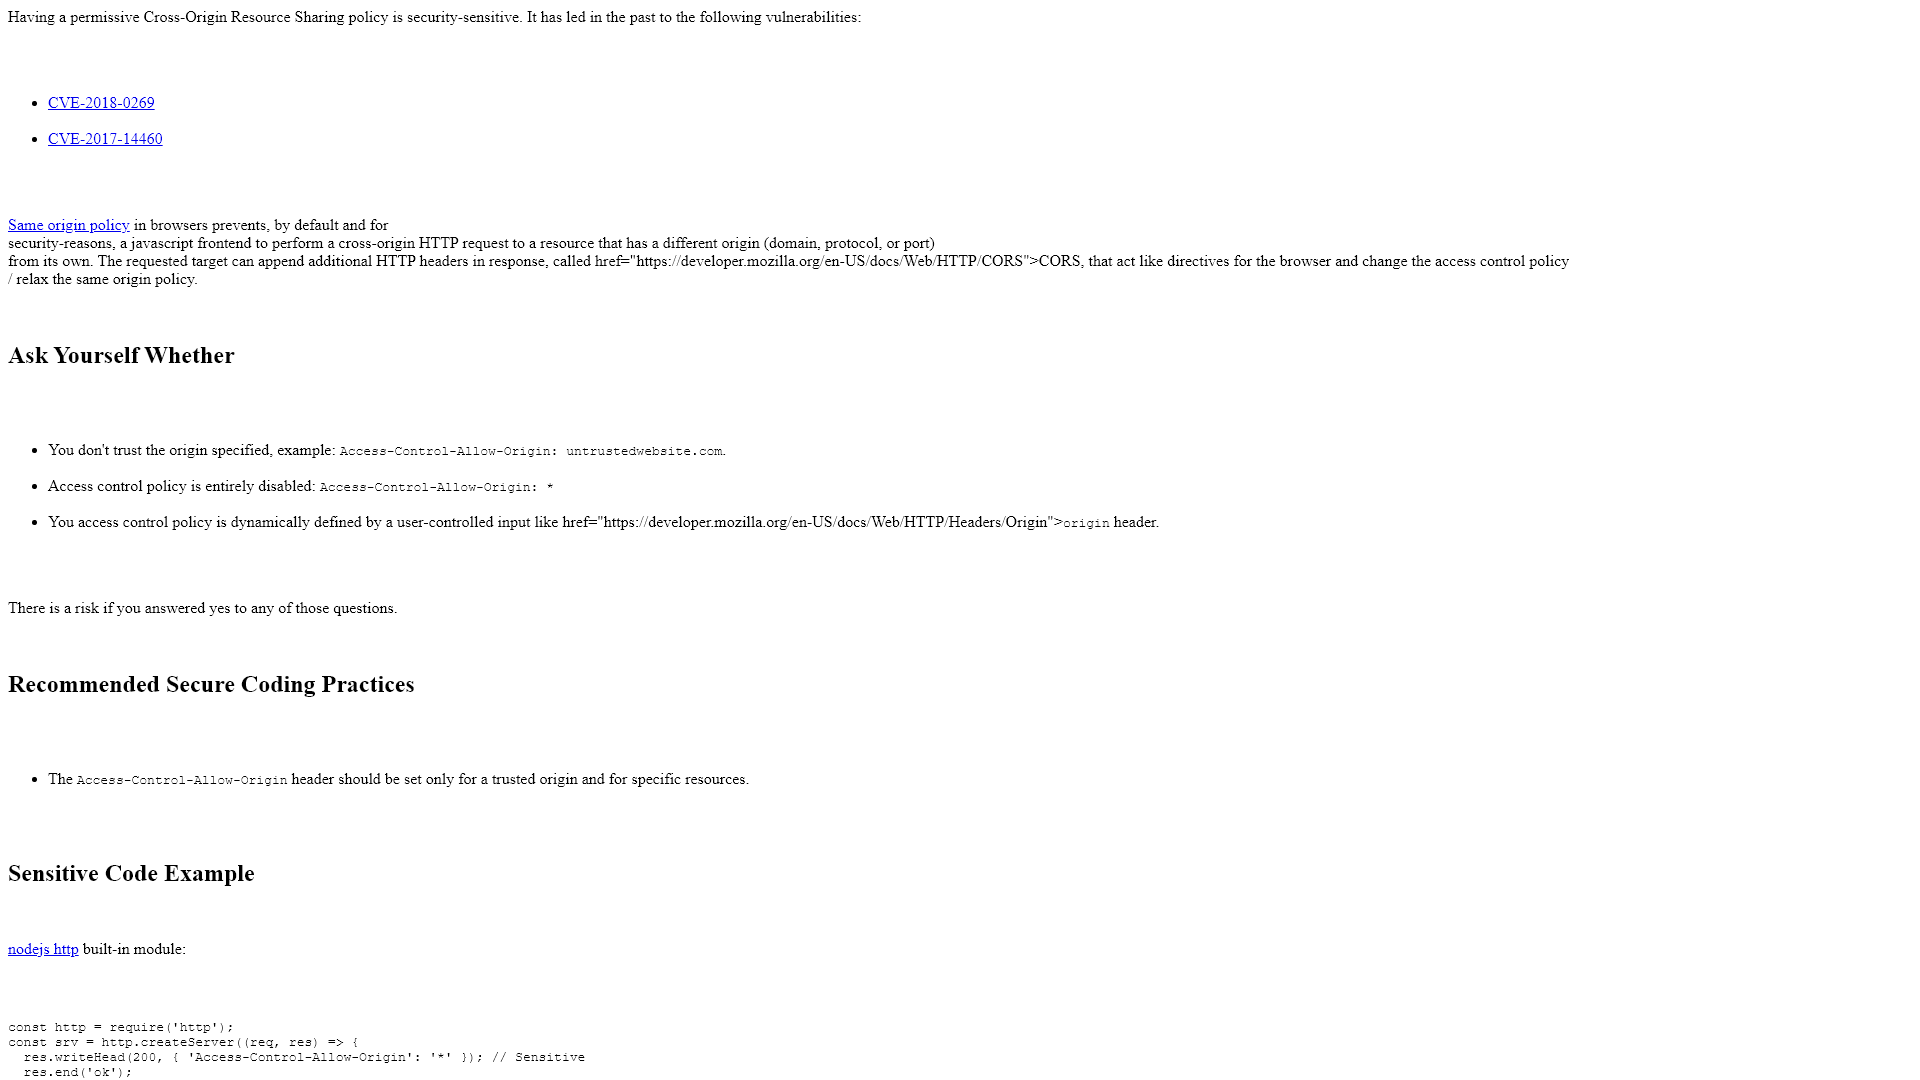 Having a permissive Cross-Origin Resource Sharing policy is security-sensitive. It has led in the past to the following vulnerabilities:
CVE-2018-0269
CVE-2017-14460
Same origin policy in browsers prevents, by default and for
security-reasons, a javascript frontend to perform a cross-origin HTTP request to a resource that has a different origin (domain, protocol, or port)
from its own. The requested target can append additional HTTP headers in response, called href="https://developer.mozilla.org/en-US/docs/Web/HTTP/CORS">CORS, that act like directives for the browser and change the access control policy
/ relax the same origin policy.
Ask Yourself Whether
You don't trust the origin specified, example: Access-Control-Allow-Origin: untrustedwebsite.com.
Access control policy is entirely disabled: Access-Control-Allow-Origin: *
You access control policy is dynamically defined by a user-controlled input like href="https://developer.mozilla.org/en-US/docs/Web/HTTP/Headers/Origin">origin header.
There is a risk if you answered yes to any of those questions.
Recommended Secure Coding Practices
The Access-Control-Allow-Origin header should be set only for a trusted origin and for specific resources.
Sensitive Code Example
nodejs http built-in module:
const http = require('http');
const srv = http.createServer((req, res) => {
  res.writeHead(200, { 'Access-Control-Allow-Origin': '*' }); // Sensitive
  res.end('ok');